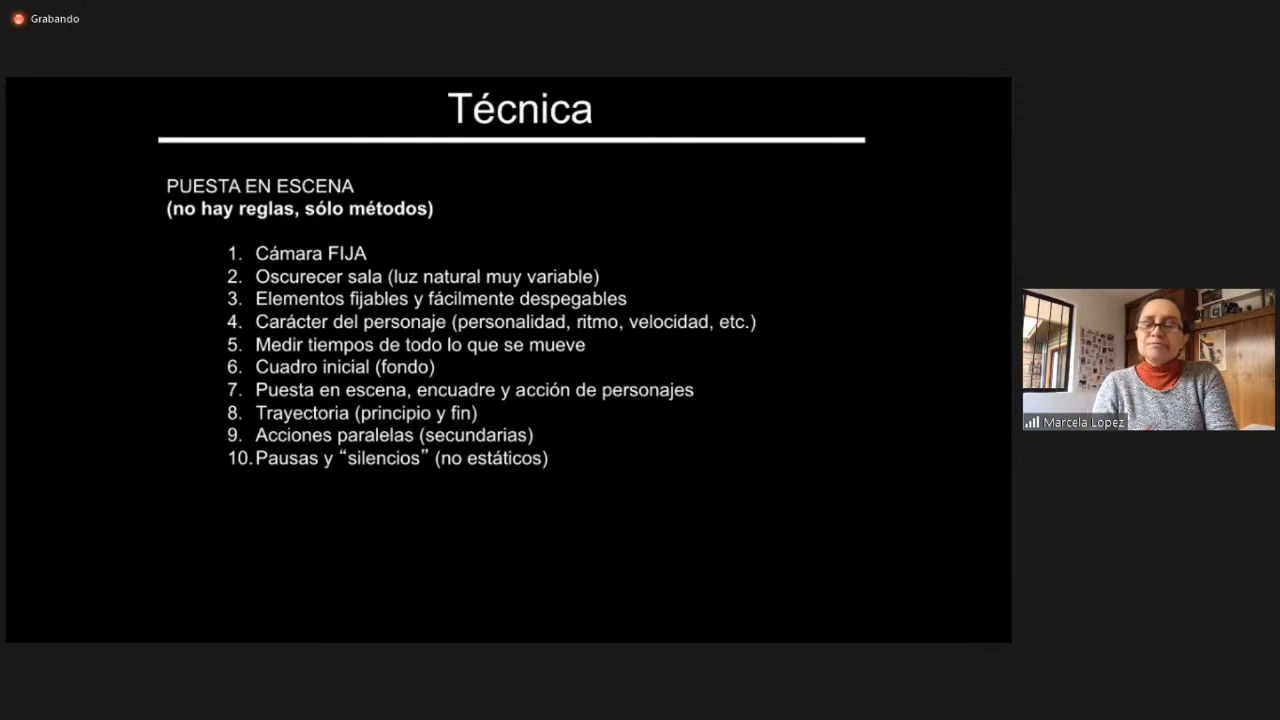 Grabando
Técnica
PUESTA EN ESCENA
(no hay reglas, sólo métodos)
1. Cámara FIJA
2. Oscurecer sala (luz natural muy variable)
3. Elementos fijables y fácilmente despegables
4. Carácter del personaje (personalidad, ritmo, velocidad, etc.)
5. Medir tiempos de todo lo que se mueve
6. Cuadro inicial (fondo)
7. Puesta en escena, encuadre y acción de personajes
8. Trayectoria (principio y fin)
9. Acciones paralelas (secundarias)
10. Pausas y “silencios” (no estáticos)
Marcela Lopez